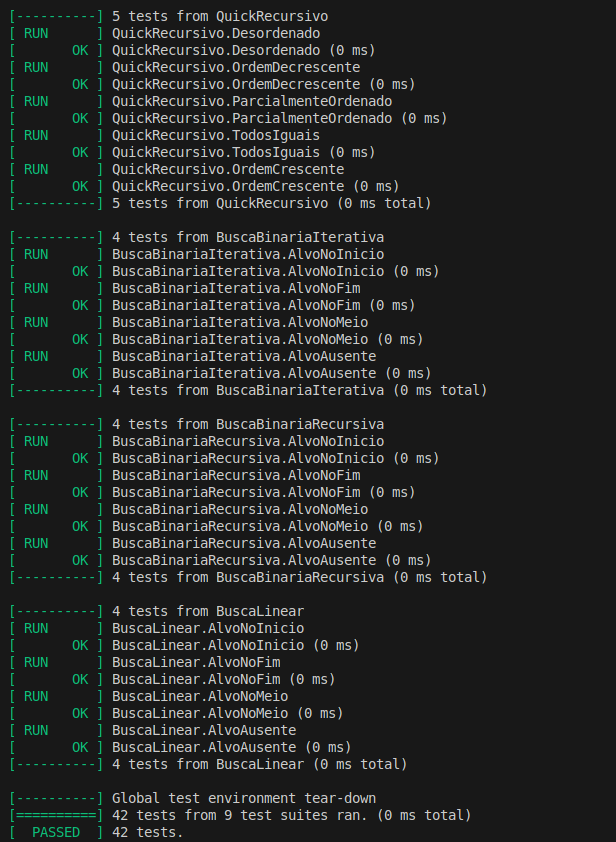 [----------] 5 tests from QuickRecursivo
[ RUN      ] QuickRecursivo.Desordenado
[       OK ] QuickRecursivo.Desordenado (0 ms)
[ RUN      ] QuickRecursivo.OrdemDecrescente
[       OK ] QuickRecursivo.OrdemDecrescente (0 ms)
[ RUN      ] QuickRecursivo.ParcialmenteOrdenado
[       OK ] QuickRecursivo.ParcialmenteOrdenado (0 ms)
[ RUN      ] QuickRecursivo.TodosIguais
[       OK ] QuickRecursivo.TodosIguais (0 ms)
[ RUN      ] QuickRecursivo.OrdemCrescente
[       OK ] QuickRecursivo.OrdemCrescente (0 ms)
[----------] 5 tests from QuickRecursivo (0 ms total)

[----------] 4 tests from BuscaBinariaIterativa
[ RUN      ] BuscaBinariaIterativa.AlvoNoInicio
[       OK ] BuscaBinariaIterativa.AlvoNoInicio (0 ms)
[ RUN      ] BuscaBinariaIterativa.AlvoNoFim
[       OK ] BuscaBinariaIterativa.AlvoNoFim (0 ms)
[ RUN      ] BuscaBinariaIterativa.AlvoNoMeio
[       OK ] BuscaBinariaIterativa.AlvoNoMeio (0 ms)
[ RUN      ] BuscaBinariaIterativa.AlvoAusente
[       OK ] BuscaBinariaIterativa.AlvoAusente (0 ms)
[----------] 4 tests from BuscaBinariaIterativa (0 ms total)

[----------] 4 tests from BuscaBinariaRecursiva
[ RUN      ] BuscaBinariaRecursiva.AlvoNoInicio
[       OK ] BuscaBinariaRecursiva.AlvoNoInicio (0 ms)
[ RUN      ] BuscaBinariaRecursiva.AlvoNoFim
[       OK ] BuscaBinariaRecursiva.AlvoNoFim (0 ms)
[ RUN      ] BuscaBinariaRecursiva.AlvoNoMeio
[       OK ] BuscaBinariaRecursiva.AlvoNoMeio (0 ms)
[ RUN      ] BuscaBinariaRecursiva.AlvoAusente
[       OK ] BuscaBinariaRecursiva.AlvoAusente (0 ms)
[----------] 4 tests from BuscaBinariaRecursiva (0 ms total)

[----------] 4 tests from BuscaLinear
[ RUN      ] BuscaLinear.AlvoNoInicio
[       OK ] BuscaLinear.AlvoNoInicio (0 ms)
[ RUN      ] BuscaLinear.AlvoNoFim
[       OK ] BuscaLinear.AlvoNoFim (0 ms)
[ RUN      ] BuscaLinear.AlvoNoMeio
[       OK ] BuscaLinear.AlvoNoMeio (0 ms)
[ RUN      ] BuscaLinear.AlvoAusente
[       OK ] BuscaLinear.AlvoAusente (0 ms)
[----------] 4 tests from BuscaLinear (0 ms total)

[----------] Global test environment tear-down
[==========] 42 tests from 9 test suites ran. (0 ms total)
[  PASSED  ] 42 tests.